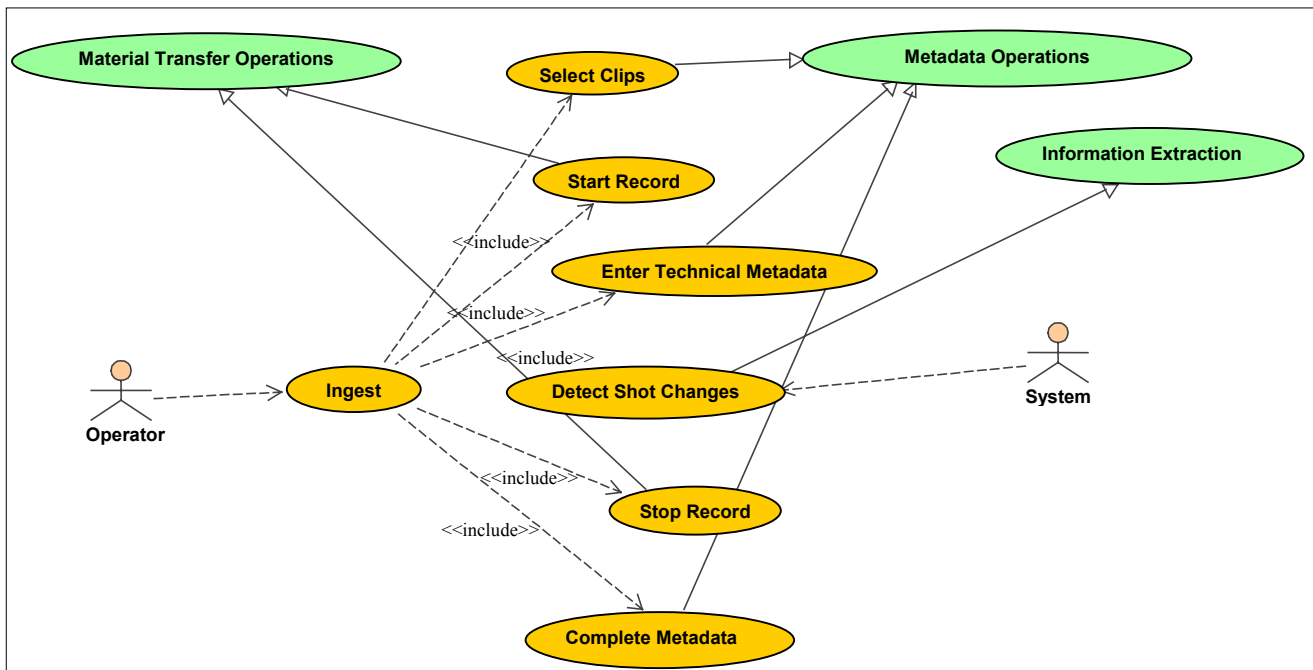 Material Transfer Operations
Metadata Operations
Select Clips
Information Extraction
Start Record
<<include>>
Enter Technical Metadata
<<include>>
<<include>>
Ingest
Detect Shot Changes
System
Operator
<<include>>
Stop Record
<<include>>
Complete Metadata